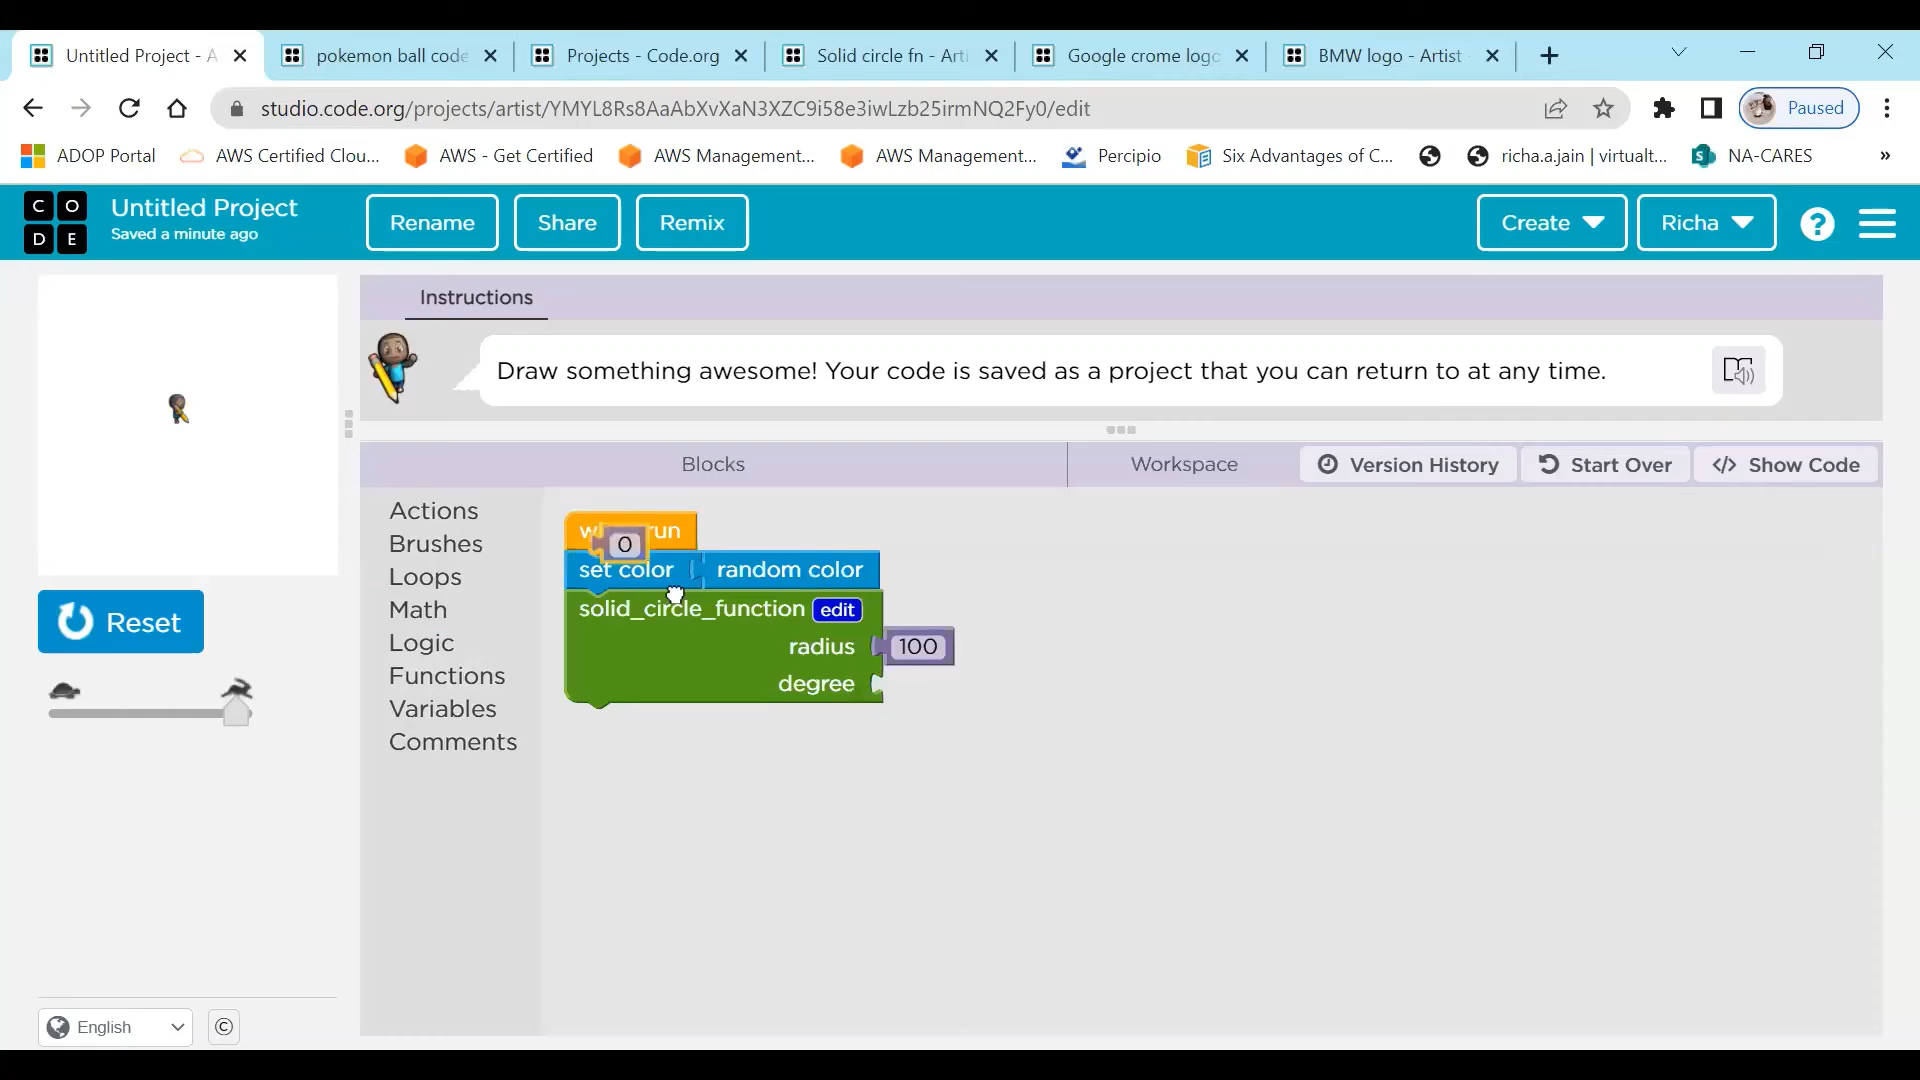 Untitled Project - A
pokemon ball code
Projects - Code.org
Solid circle fn - Arti
Google crome logo
BMW logo - Artist -
studio.code.org/projects/artist/YMYL8Rs8AaAbXvXaN3XZC9i58e3iwLzb25irmNQ2Fy0/edit
Paused
ADOP Portal
AWS Certified Clou...
AWS - Get Certified
AWS Management...
AWS Management...
Percipio
Six Advantages of C...
richa.a.jain | virtualt...
NA-CARES
»
C O
D E
Untitled Project
Saved a minute ago
Rename
Share
Remix
Create
Richa
?
Instructions
Draw something awesome! Your code is saved as a project that you can return to at any time.
Blocks
Workspace
Version History
Start Over
</> Show Code
Actions
Brushes
Loops
Math
Logic
Functions
Variables
Comments
run
0
set color
random color
solid_circle_function
edit
radius
100
degree
Reset
English
©